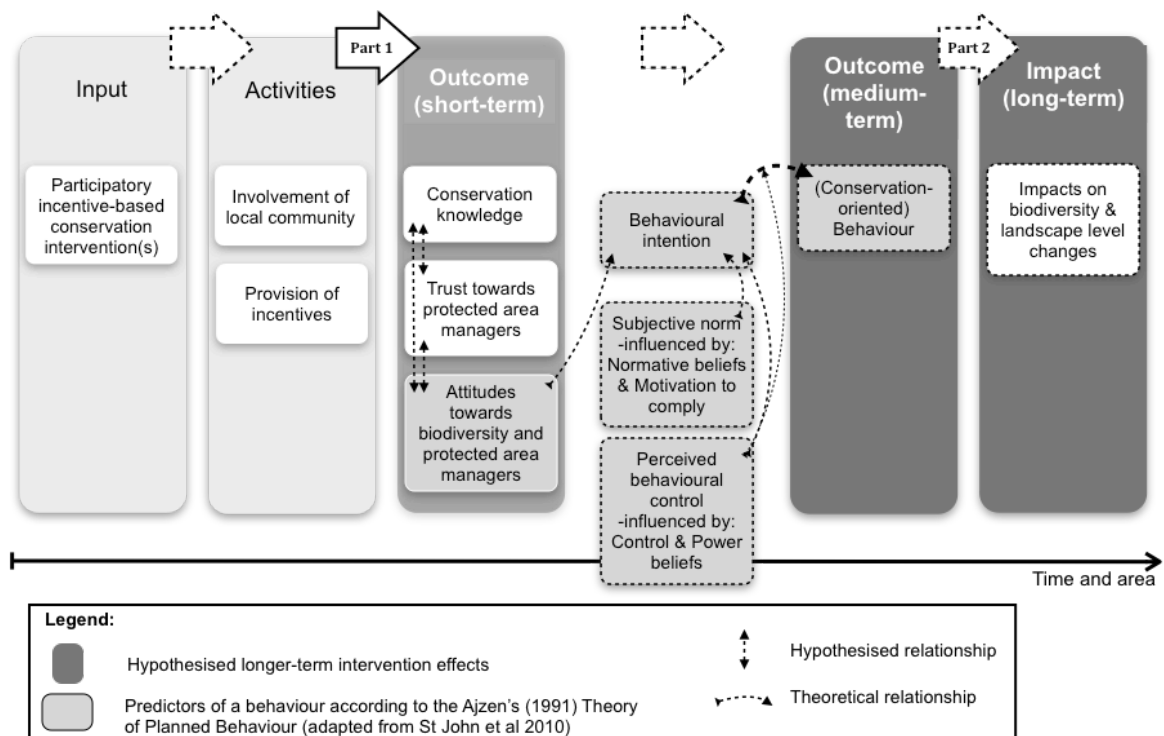 Part 1
Part 2
Input
Activities
Outcome
(short-term)
Outcome
(medium-
term)
Impact
(long-term)
Participatory
incentive-based
conservation
intervention(s)
Involvement of
local community
Provision of
incentives
Conservation
knowledge
Trust towards
protected area
managers
Attitudes
towards
biodiversity and
protected area
managers
Behavioural
intention
Subjective norm
-influenced by:
Normative beliefs
& Motivation to
comply
Perceived
behavioural
control
-influenced by:
Control & Power
beliefs
(Conservation-
oriented)
Behaviour
Impacts on
biodiversity &
landscape level
changes
Time and area
Legend:
Hypothesised longer-term intervention effects
Predictors of a behaviour according to the Ajzen's (1991) Theory
of Planned Behaviour (adapted from St John et al 2010)
Hypothesised relationship
Theoretical relationship